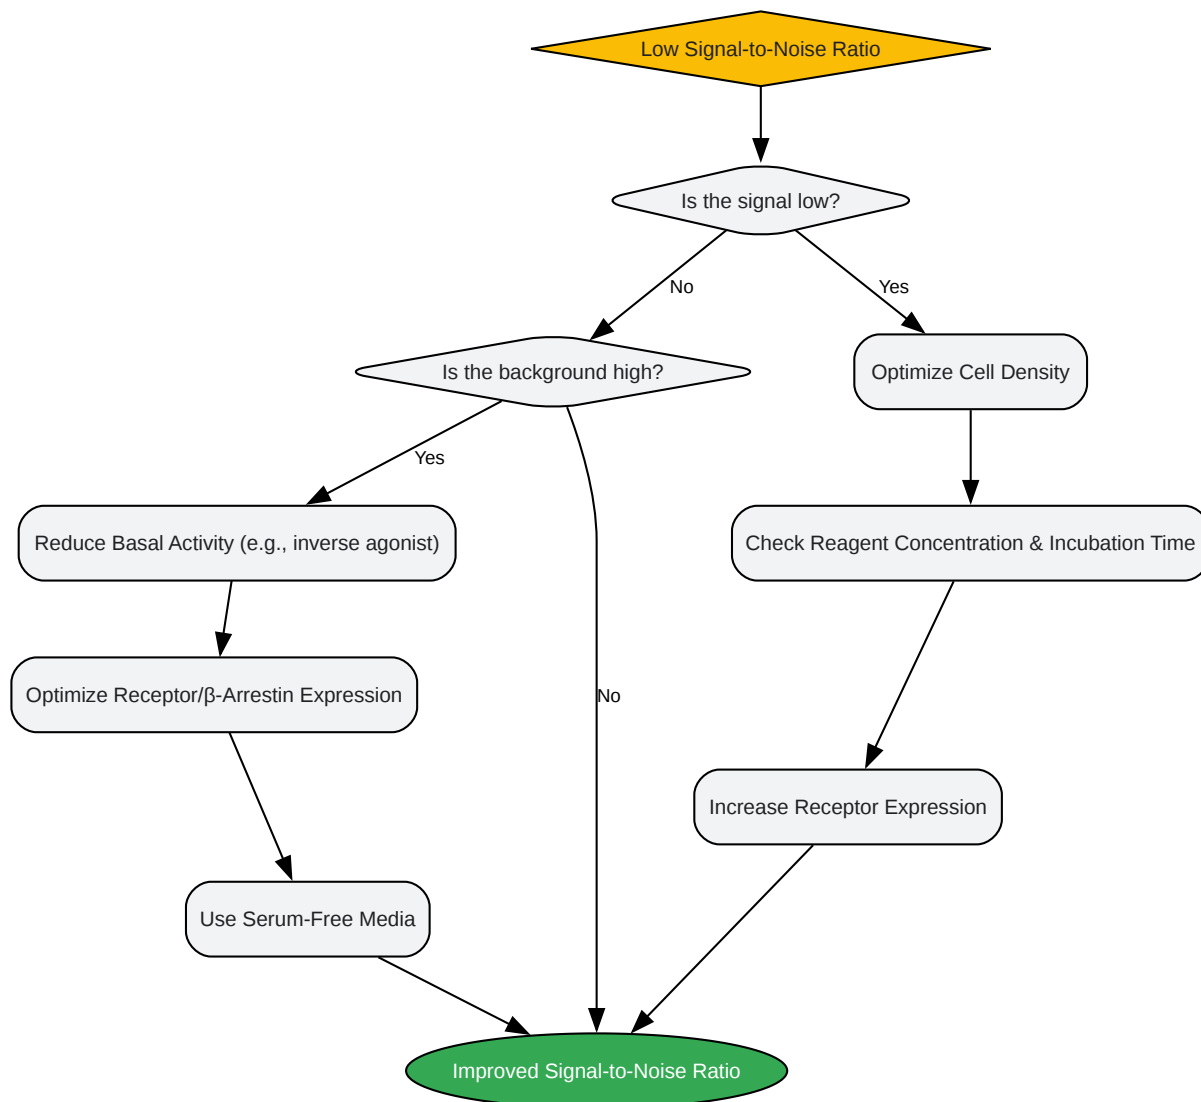 Low Signal-to-Noise Ratio
Is the signal low?
No
Yes
Is the background high?
Optimize Cell Density
Yes
Reduce Basal Activity (e.g., inverse agonist)
Check Reagent Concentration & Incubation Time
Optimize Receptor/β-Arrestin Expression
No
Increase Receptor Expression
Use Serum-Free Media
Improved Signal-to-Noise Ratio